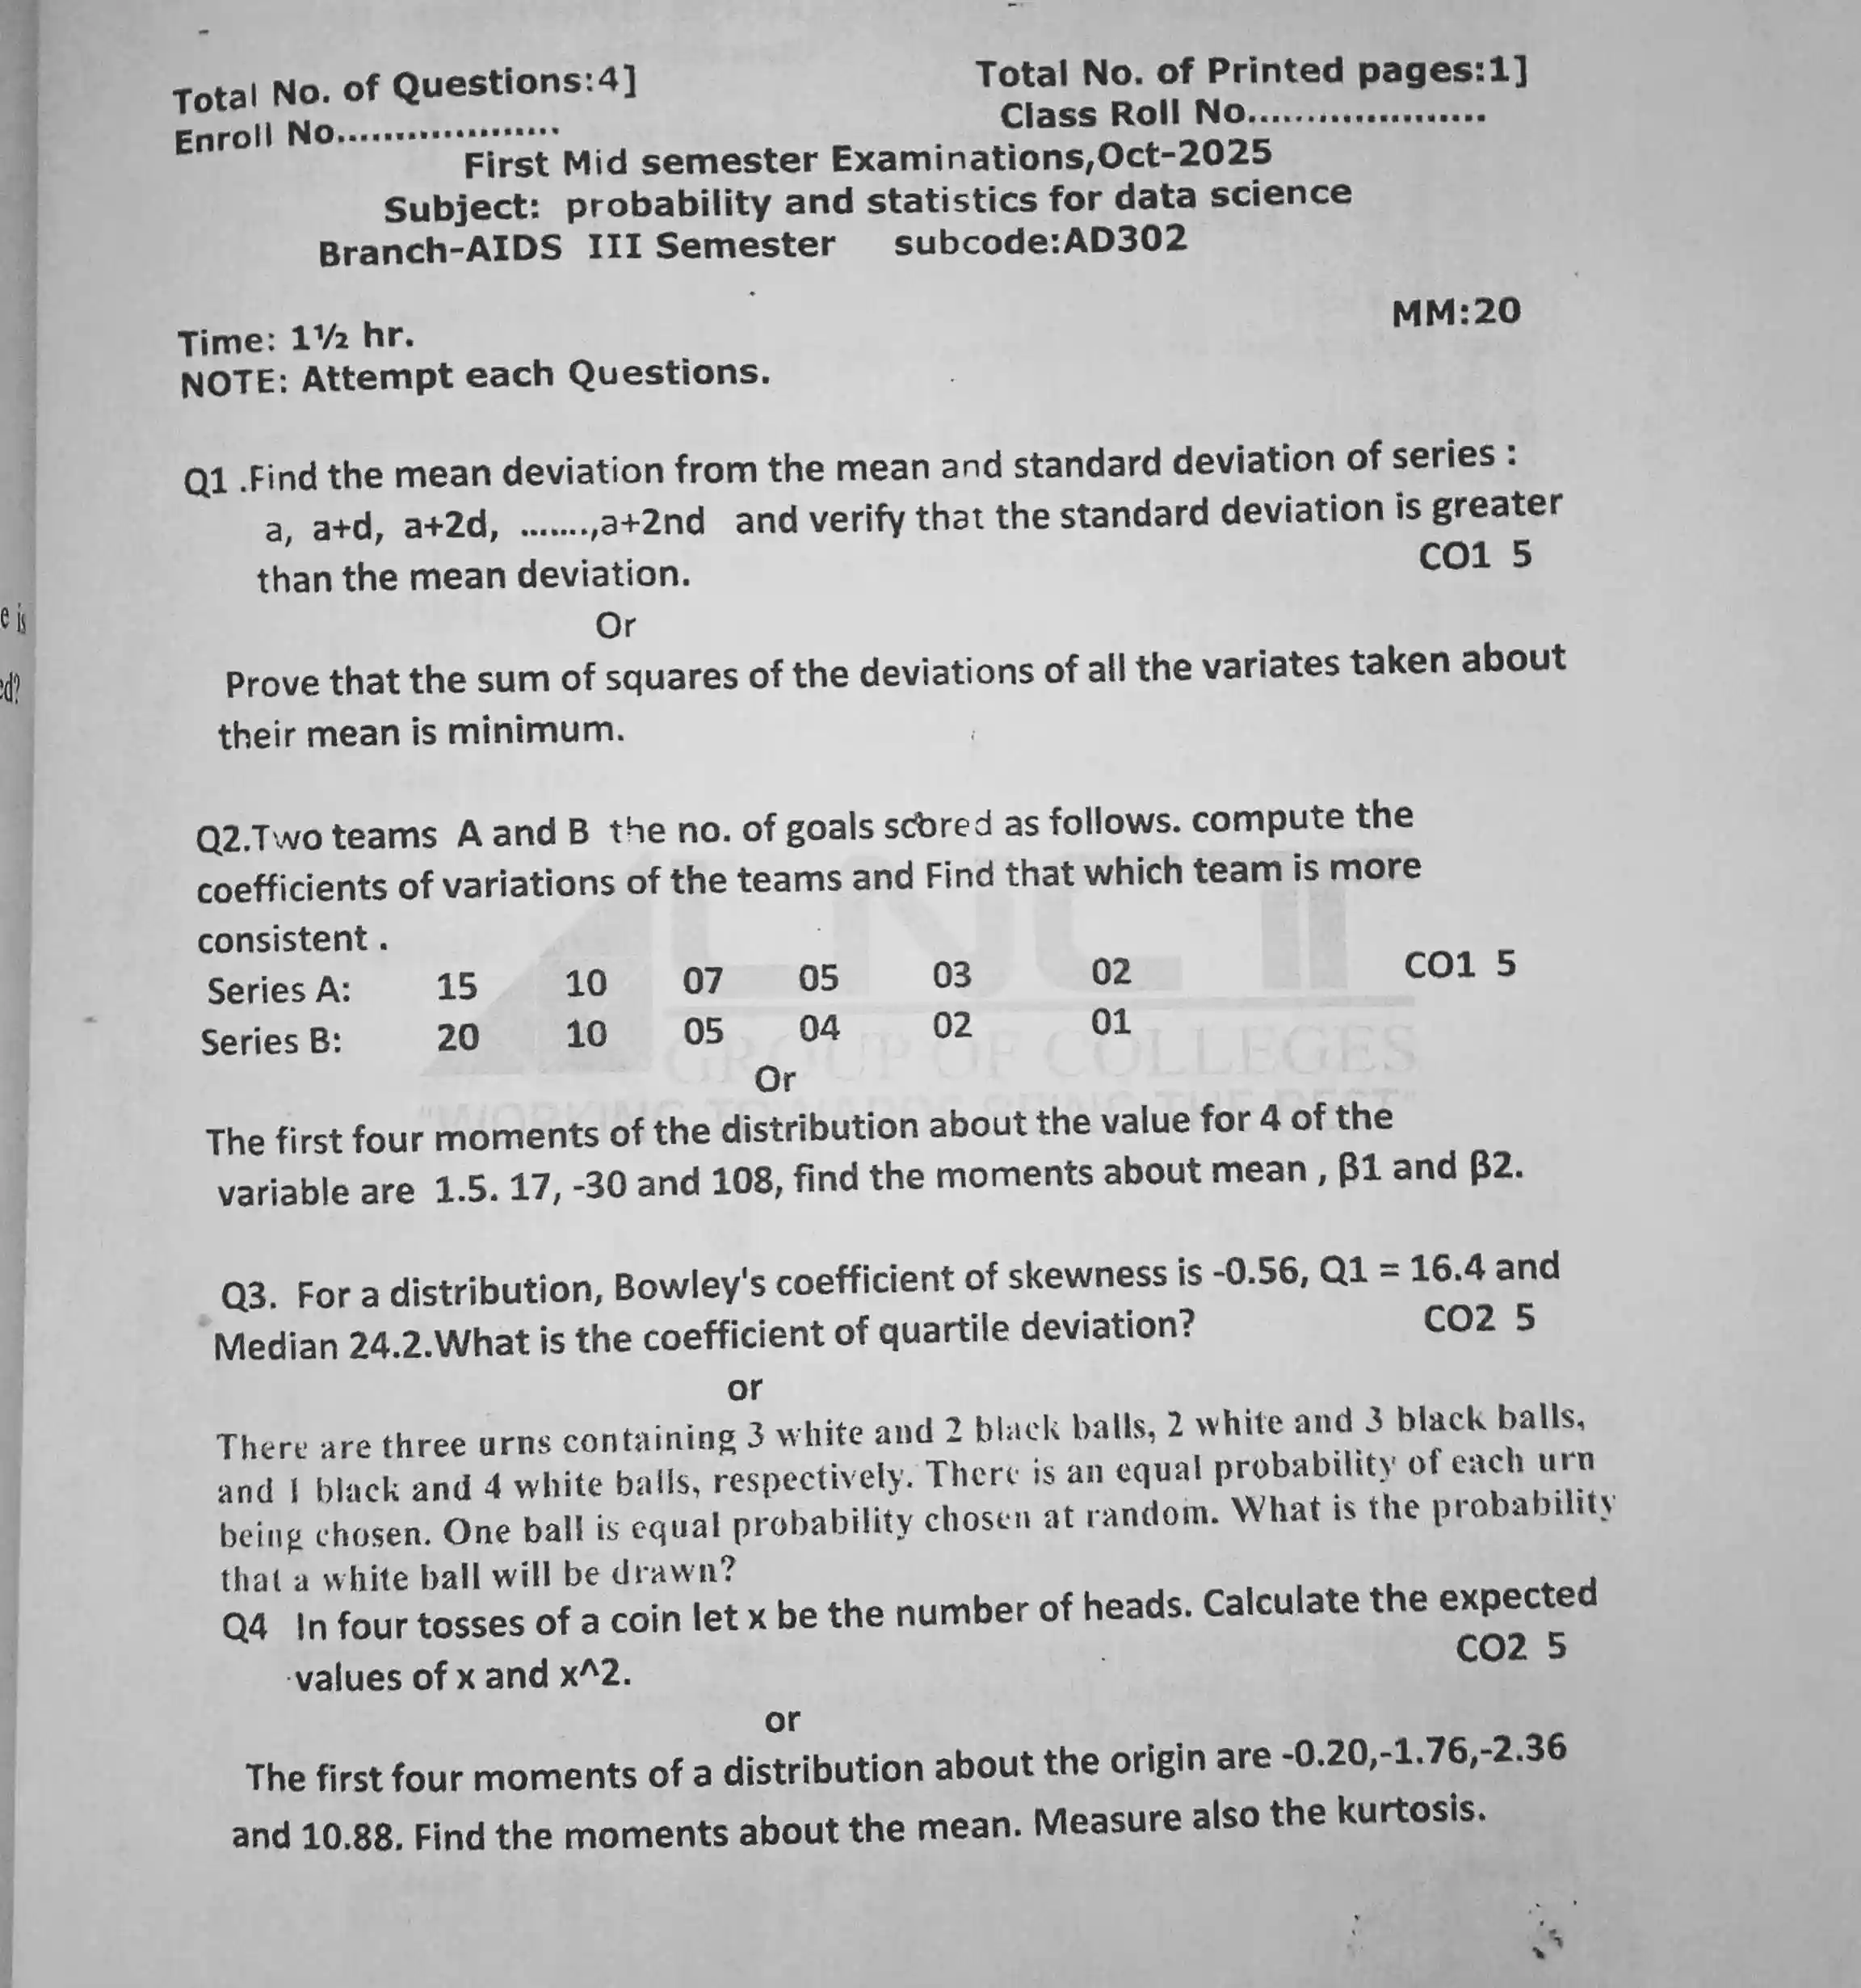 Total No. of Questions:4]
Total No. of Printed pages:1]
Enroll No...................
Class Roll No....................
First Mid semester Examinations,Oct-2025
Subject: probability and statistics for data science
Branch-AIDS III Semester subcode:AD302
MM:20
Time: 1½ hr.
NOTE: Attempt each Questions.
Q1 .Find the mean deviation from the mean and standard deviation of series :
a, a+d, a+2d, .......,a+2nd and verify that the standard deviation is greater
than the mean deviation. CO1 5
Or
Prove that the sum of squares of the deviations of all the variates taken about
their mean is minimum.
Q2.Two teams A and B the no. of goals scored as follows. compute the
coefficients of variations of the teams and Find that which team is more
consistent .
Series A: 15 10 07 05 03 02 CO1 5
Series B: 20 10 05 04 02 01
Or
The first four moments of the distribution about the value for 4 of the
variable are 1.5. 17, -30 and 108, find the moments about mean , β1 and β2.
Q3. For a distribution, Bowley's coefficient of skewness is -0.56, Q1 = 16.4 and
Median 24.2.What is the coefficient of quartile deviation? CO2 5
or
There are three urns containing 3 white and 2 black balls, 2 white and 3 black balls,
and 1 black and 4 white balls, respectively. There is an equal probability of each urn
being chosen. One ball is equal probability chosen at random. What is the probability
that a white ball will be drawn?
Q4 In four tosses of a coin let x be the number of heads. Calculate the expected
values of x and x^2. CO2 5
or
The first four moments of a distribution about the origin are -0.20,-1.76,-2.36
and 10.88. Find the moments about the mean. Measure also the kurtosis.
LNCT
GROUP OF COLLEGES
"WORKING TOWARDS BEING THE BEST"
e is
ed?